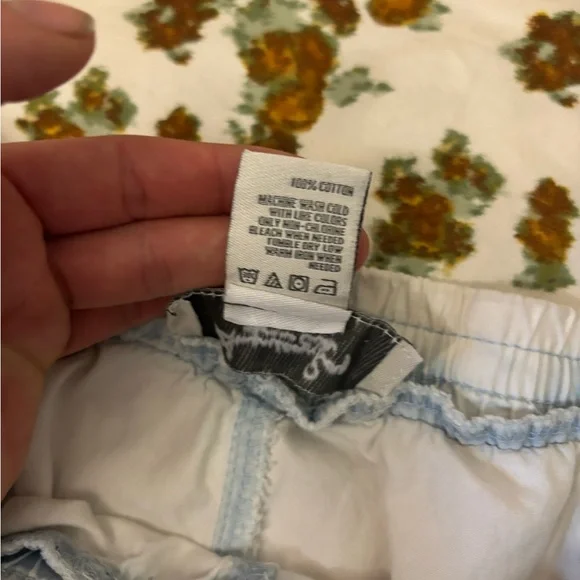 100% COTTON
MACHINE WASH COLD
WITH LIKE COLORS
ONLY NON-CHLORINE
BLEACH WHEN NEEDED
TUMBLE DRY LOW
WARM IRON WHEN
NEEDED